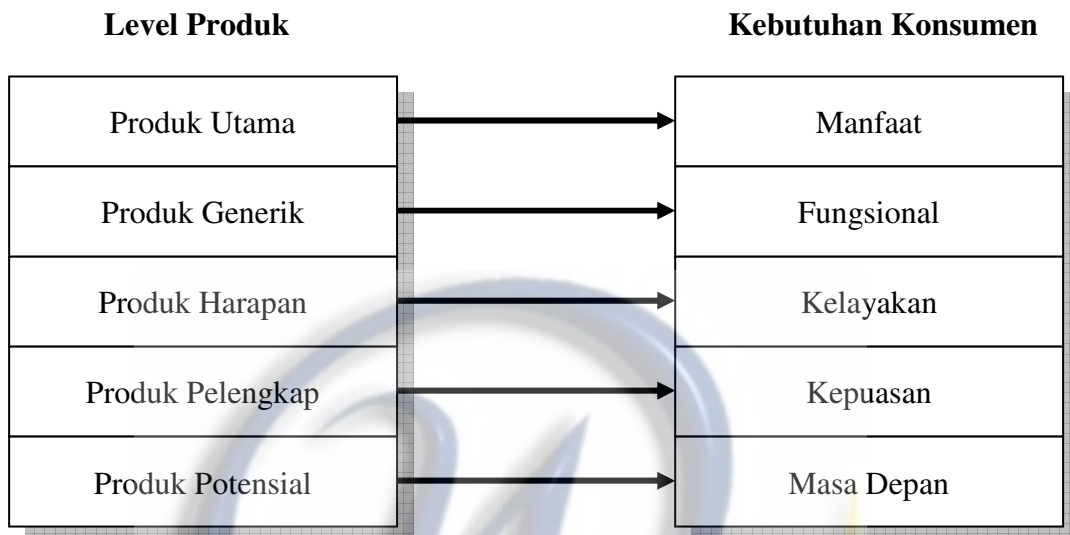 Level Produk Kebutuhan Konsumen
Produk Utama Manfaat
Produk Generik Fungsional
Produk Harapan Kelayakan
Produk Pelengkap Kepuasan
Produk Potensial Masa Depan